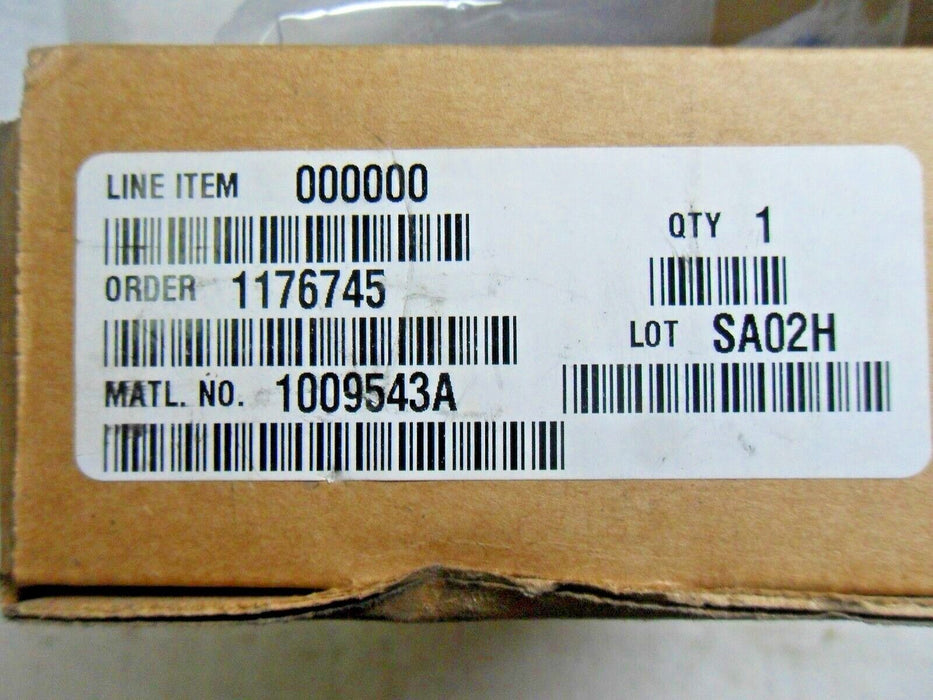 LINE ITEM 000000
ORDER 1176745
MATL. NO. 1009543A
QTY 1
LOT SA02H